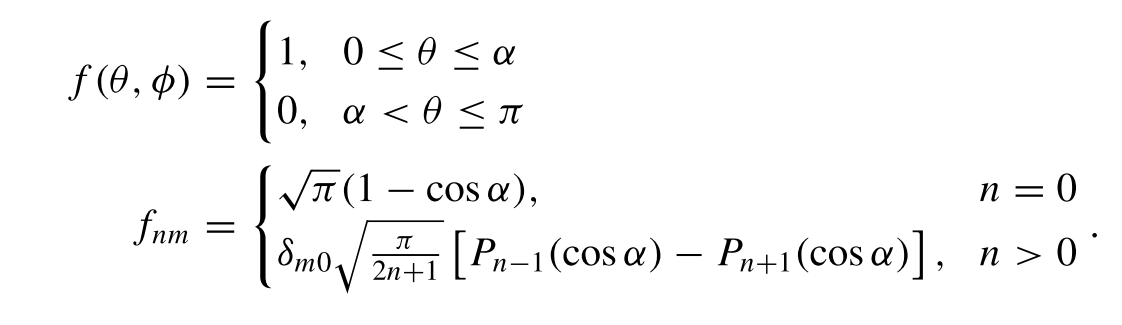 f(θ, ϕ) = { 1, 0 ≤ θ ≤ α
0, α < θ ≤ π
f_{nm} = { √π(1 − cos α), n = 0
δ_{m0} √(π/(2n+1)) [P_{n−1}(cos α) − P_{n+1}(cos α)], n > 0 .